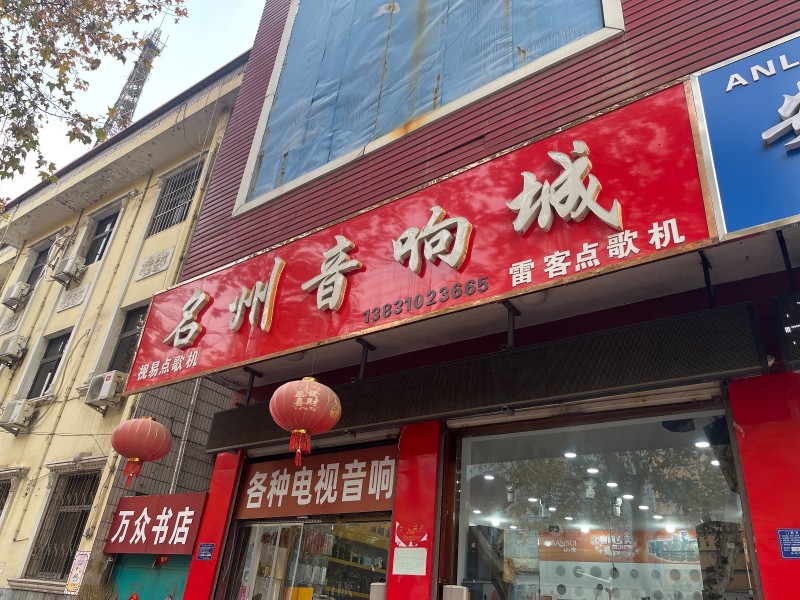 ANL
名州音响城
13831023665
雷客点歌机
视易点歌机
各种电视音响
万众书店
SANSUI